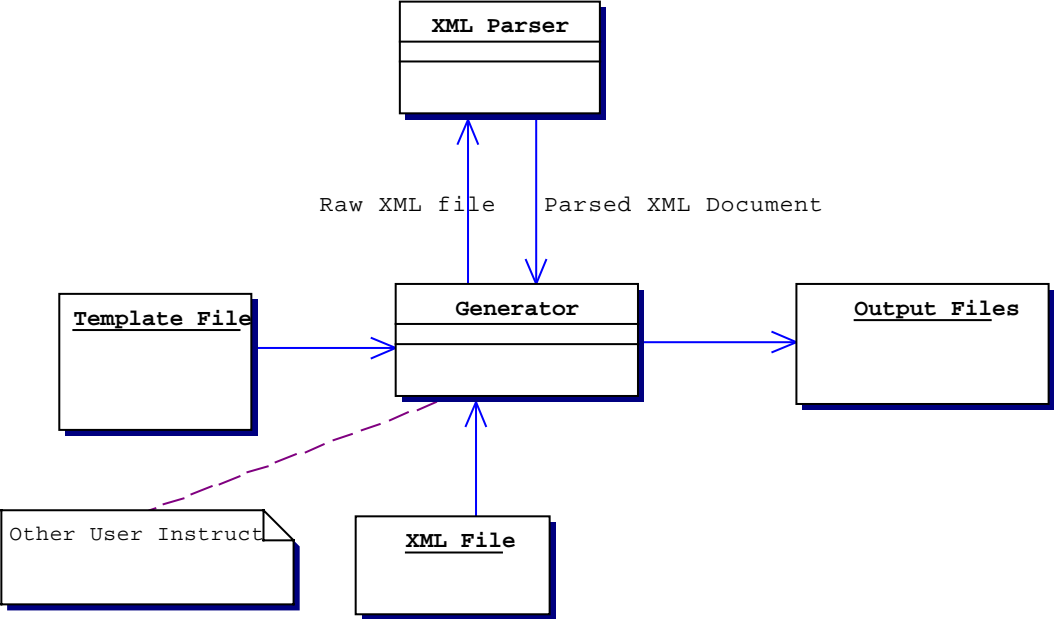 XML Parser
Raw XML file
Parsed XML Document
Template File
Generator
Output Files
Other User Instruct
XML File